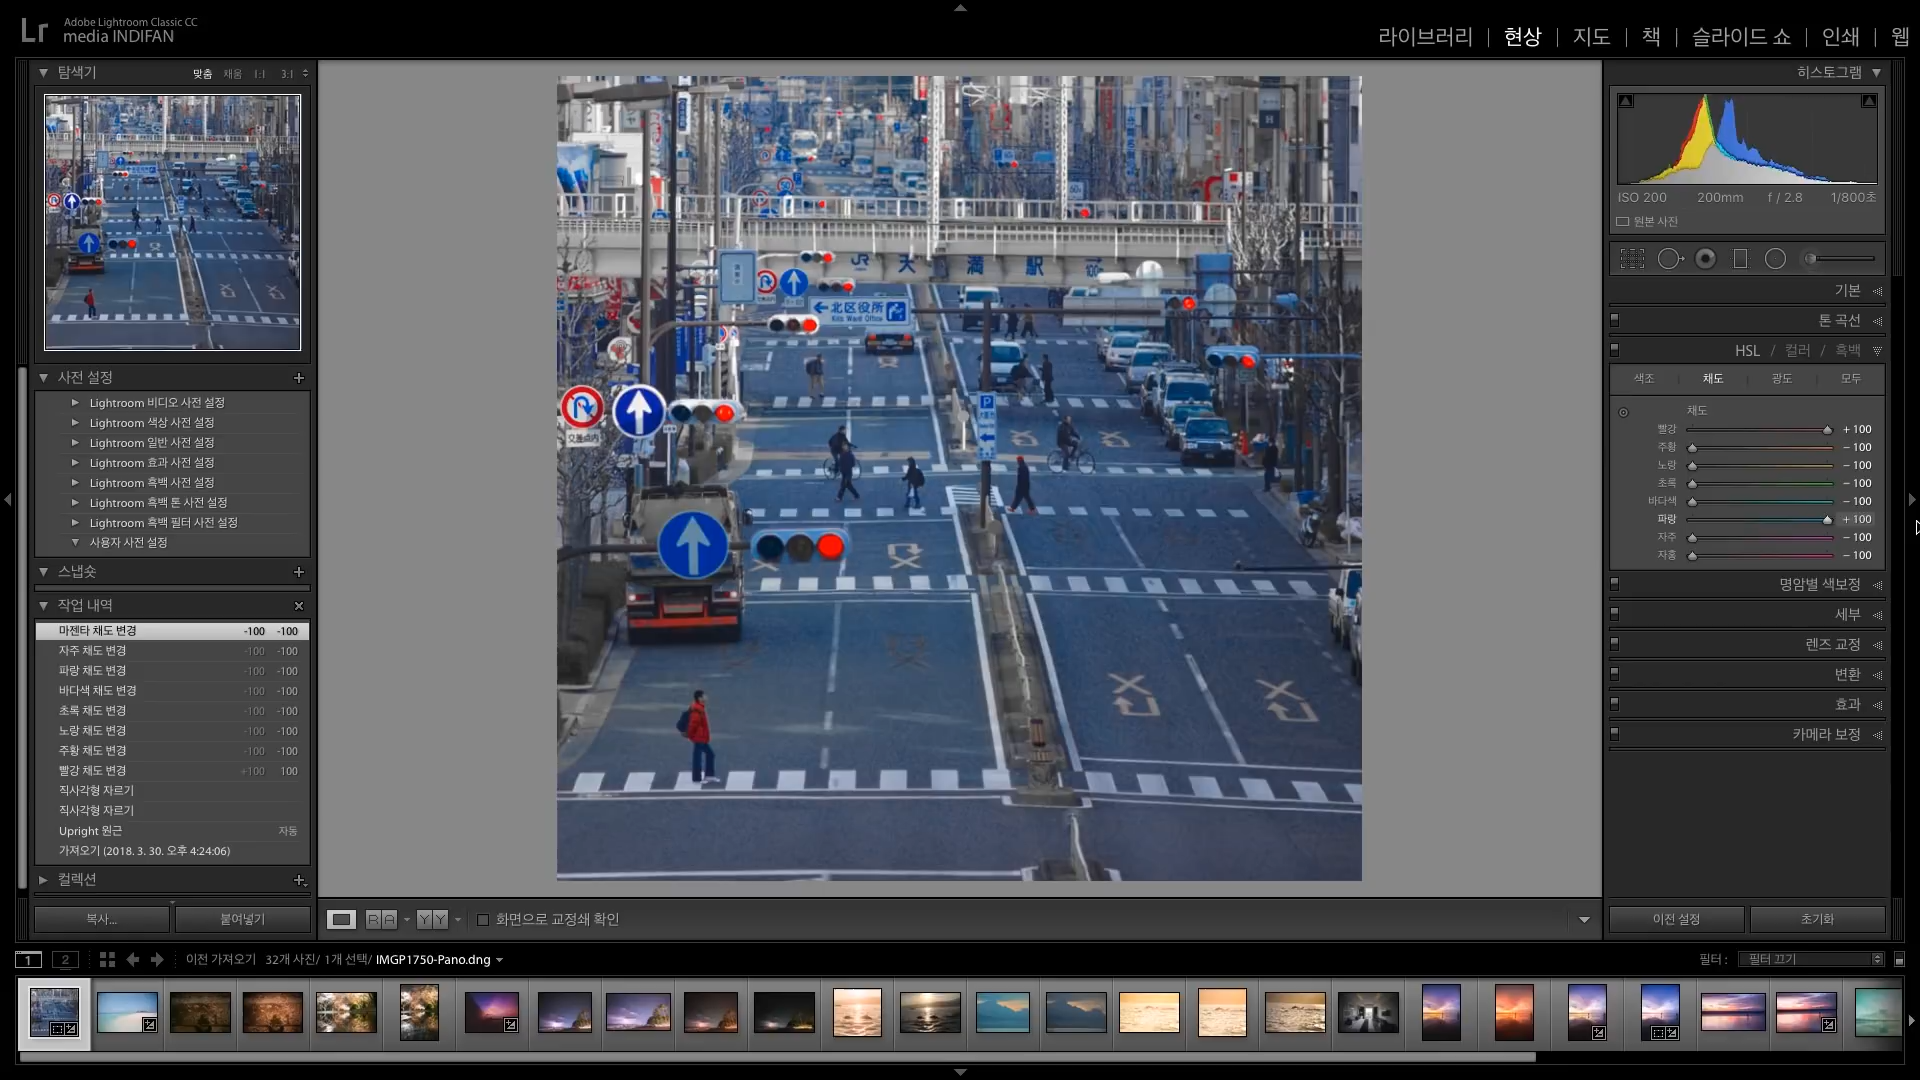 Lr
Adobe Lightroom Classic CC
media INDIFAN
라이브러리 | 현상 | 지도 | 책 | 슬라이드 쇼 | 인쇄 | 웹
탐색기 맞춤 채움 1:1 3:1
사전 설정
Lightroom 비디오 사전 설정
Lightroom 색상 사전 설정
Lightroom 일반 사전 설정
Lightroom 효과 사전 설정
Lightroom 흑백 사전 설정
Lightroom 흑백 톤 사전 설정
Lightroom 흑백 필터 사전 설정
사용자 사전 설정
스냅숏
작업 내역
마젠타 채도 변경 -100 -100
자주 채도 변경 -100 -100
파랑 채도 변경 -100 -100
바다색 채도 변경 -100 -100
초록 채도 변경 -100 -100
노랑 채도 변경 -100 -100
주황 채도 변경 -100 -100
빨강 채도 변경 +100 100
직사각형 자르기
직사각형 자르기
Upright 원근 자동
가져오기 (2018. 3. 30. 오후 4:24:06)
컬렉션
복사... 붙여넣기
JR 天満駅 100m
北区役所
Kita Ward Office
P
交差点内
H
히스토그램
ISO 200 200mm f / 2.8 1/800초
원본 사진
기본
톤 곡선
HSL / 컬러 / 흑백
색조 채도 광도 모두
채도
빨강 + 100
주황 − 100
노랑 − 100
초록 − 100
바다색 − 100
파랑 + 100
자주 − 100
자홍 − 100
명암별 색보정
세부
렌즈 교정
변환
효과
카메라 보정
이전 설정 초기화
RA YY 화면으로 교정쇄 확인
1 2 이전 가져오기 32개 사진/ 1개 선택/ IMGP1750-Pano.dng
필터 : 필터 끄기